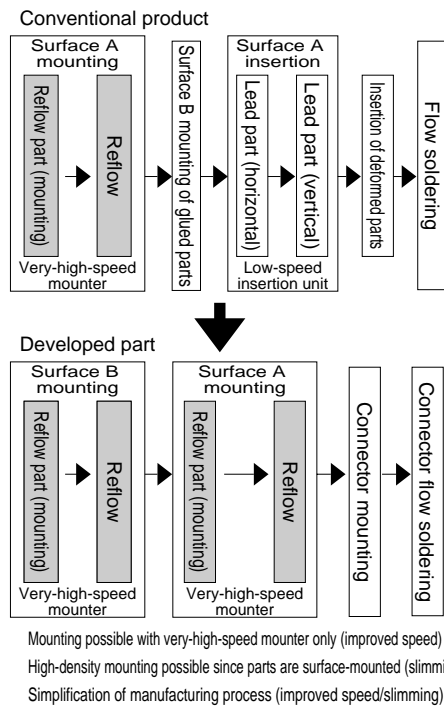 Conventional product
Surface A
mounting
Reflow part (mounting)
Reflow
Very-high-speed
mounter
Surface B
mounting of glued parts
Surface A
insertion
Lead part (horizontal)
Lead part (vertical)
Low-speed
insertion unit
Insertion of
deformed parts
Flow soldering
Developed part
Surface B
mounting
Reflow part (mounting)
Reflow
Very-high-speed
mounter
Surface A
mounting
Reflow part (mounting)
Reflow
Very-high-speed
mounter
Connector mounting
Connector
flow soldering
Mounting possible with very-high-speed mounter only (improved speed)
High-density mounting possible since parts are surface-mounted
Simplification of manufacturing process (improved speed/slimming)